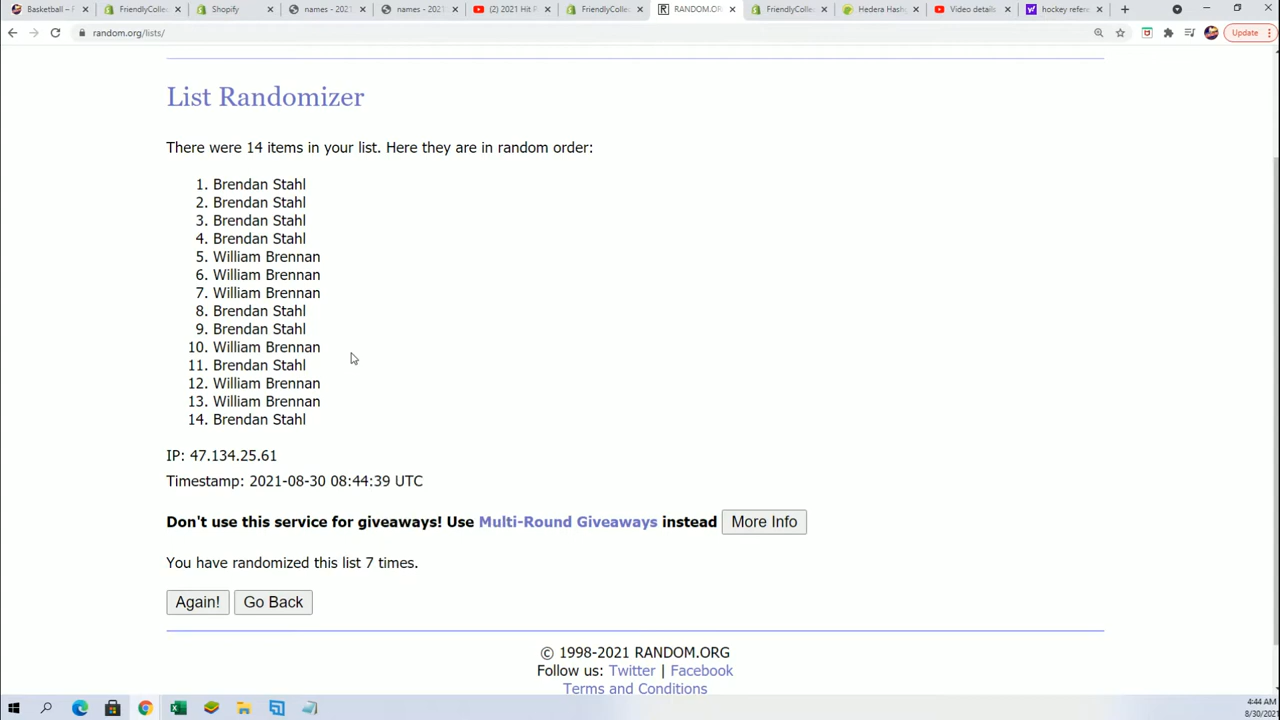 Basketball – F
FriendlyCollec
Shopify
names - 2021
names - 2021
(2) 2021 Hit P
FriendlyCollec
RANDOM.OR
FriendlyCollec
Hedera Hashg
Video details
hockey refere
random.org/lists/
Update
List Randomizer
There were 14 items in your list. Here they are in random order:
1. Brendan Stahl
2. Brendan Stahl
3. Brendan Stahl
4. Brendan Stahl
5. William Brennan
6. William Brennan
7. William Brennan
8. Brendan Stahl
9. Brendan Stahl
10. William Brennan
11. Brendan Stahl
12. William Brennan
13. William Brennan
14. Brendan Stahl
IP: 47.134.25.61
Timestamp: 2021-08-30 08:44:39 UTC
Don't use this service for giveaways! Use Multi-Round Giveaways instead More Info
You have randomized this list 7 times.
Again! Go Back
© 1998-2021 RANDOM.ORG
Follow us: Twitter | Facebook
Terms and Conditions
4:44 AM
8/30/2021